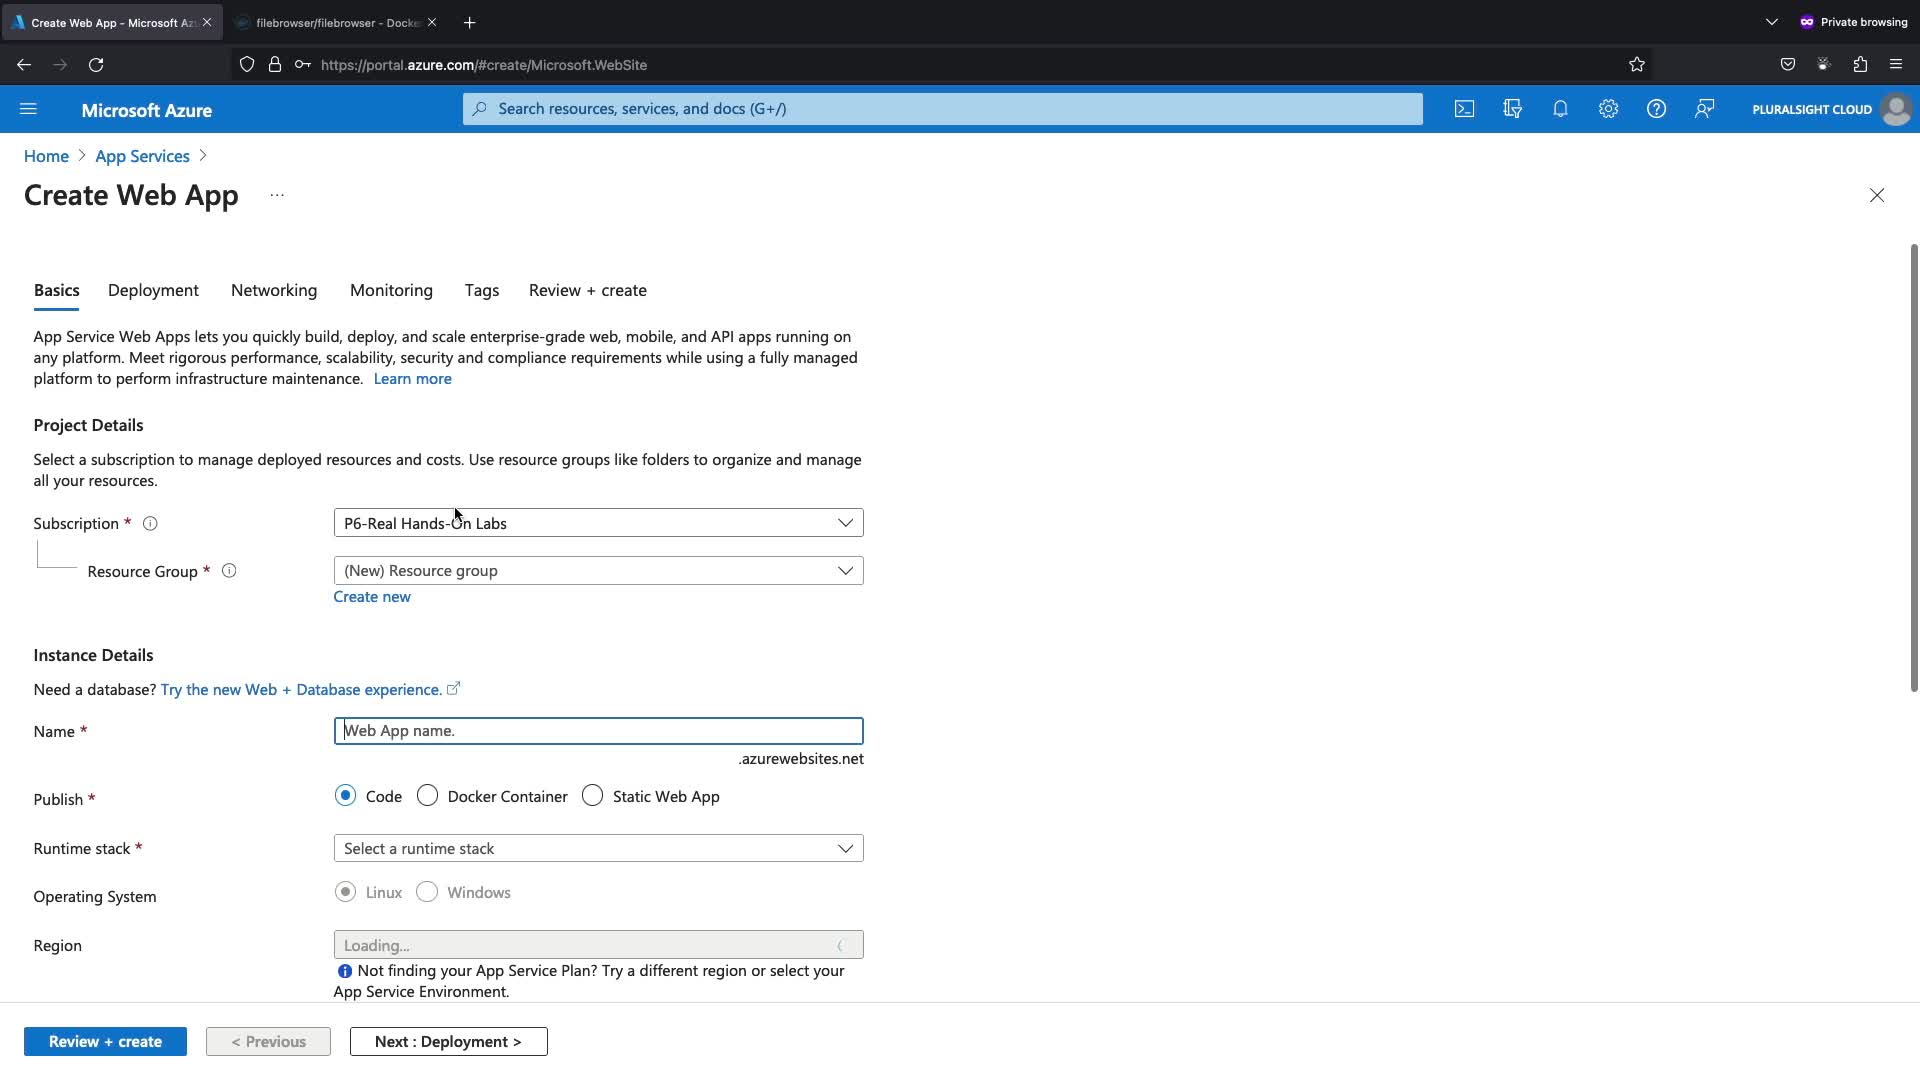 Create Web App - Microsoft Az
filebrowser/filebrowser - Docke
Private browsing
https://portal.azure.com/#create/Microsoft.WebSite
Microsoft Azure
Search resources, services, and docs (G+/)
PLURALSIGHT CLOUD
Home > App Services >
Create Web App ...
Basics Deployment Networking Monitoring Tags Review + create
App Service Web Apps lets you quickly build, deploy, and scale enterprise-grade web, mobile, and API apps running on
any platform. Meet rigorous performance, scalability, security and compliance requirements while using a fully managed
platform to perform infrastructure maintenance. Learn more
Project Details
Select a subscription to manage deployed resources and costs. Use resource groups like folders to organize and manage
all your resources.
Subscription *
P6-Real Hands-On Labs
Resource Group *
(New) Resource group
Create new
Instance Details
Need a database? Try the new Web + Database experience.
Name *
Web App name.
.azurewebsites.net
Publish *
Code Docker Container Static Web App
Runtime stack *
Select a runtime stack
Operating System
Linux Windows
Region
Loading...
Not finding your App Service Plan? Try a different region or select your
App Service Environment.
Review + create
< Previous
Next : Deployment >